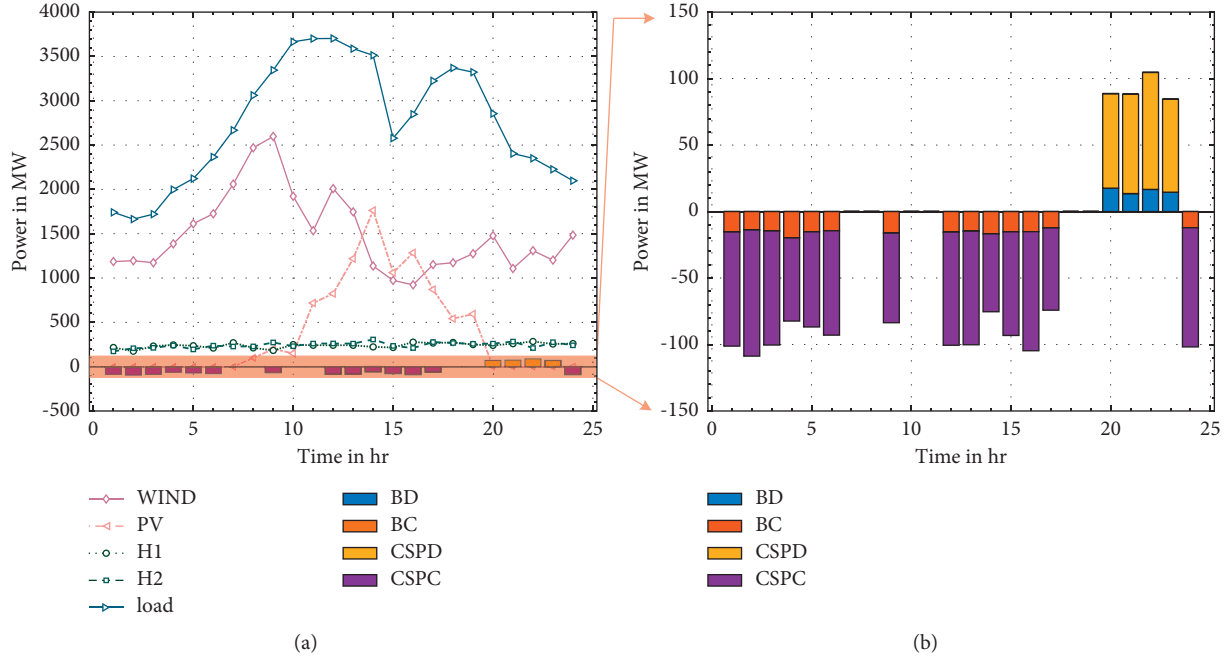 4000
3500
3000
2500
2000
1500
1000
500
0
-500
Power in MW
0 5 10 15 20 25
Time in hr
WIND
PV
H1
H2
load
BD
BC
CSPD
CSPC
(a)
150
100
50
0
-50
-100
-150
Power in MW
0 5 10 15 20 25
Time in hr
BD
BC
CSPD
CSPC
(b)